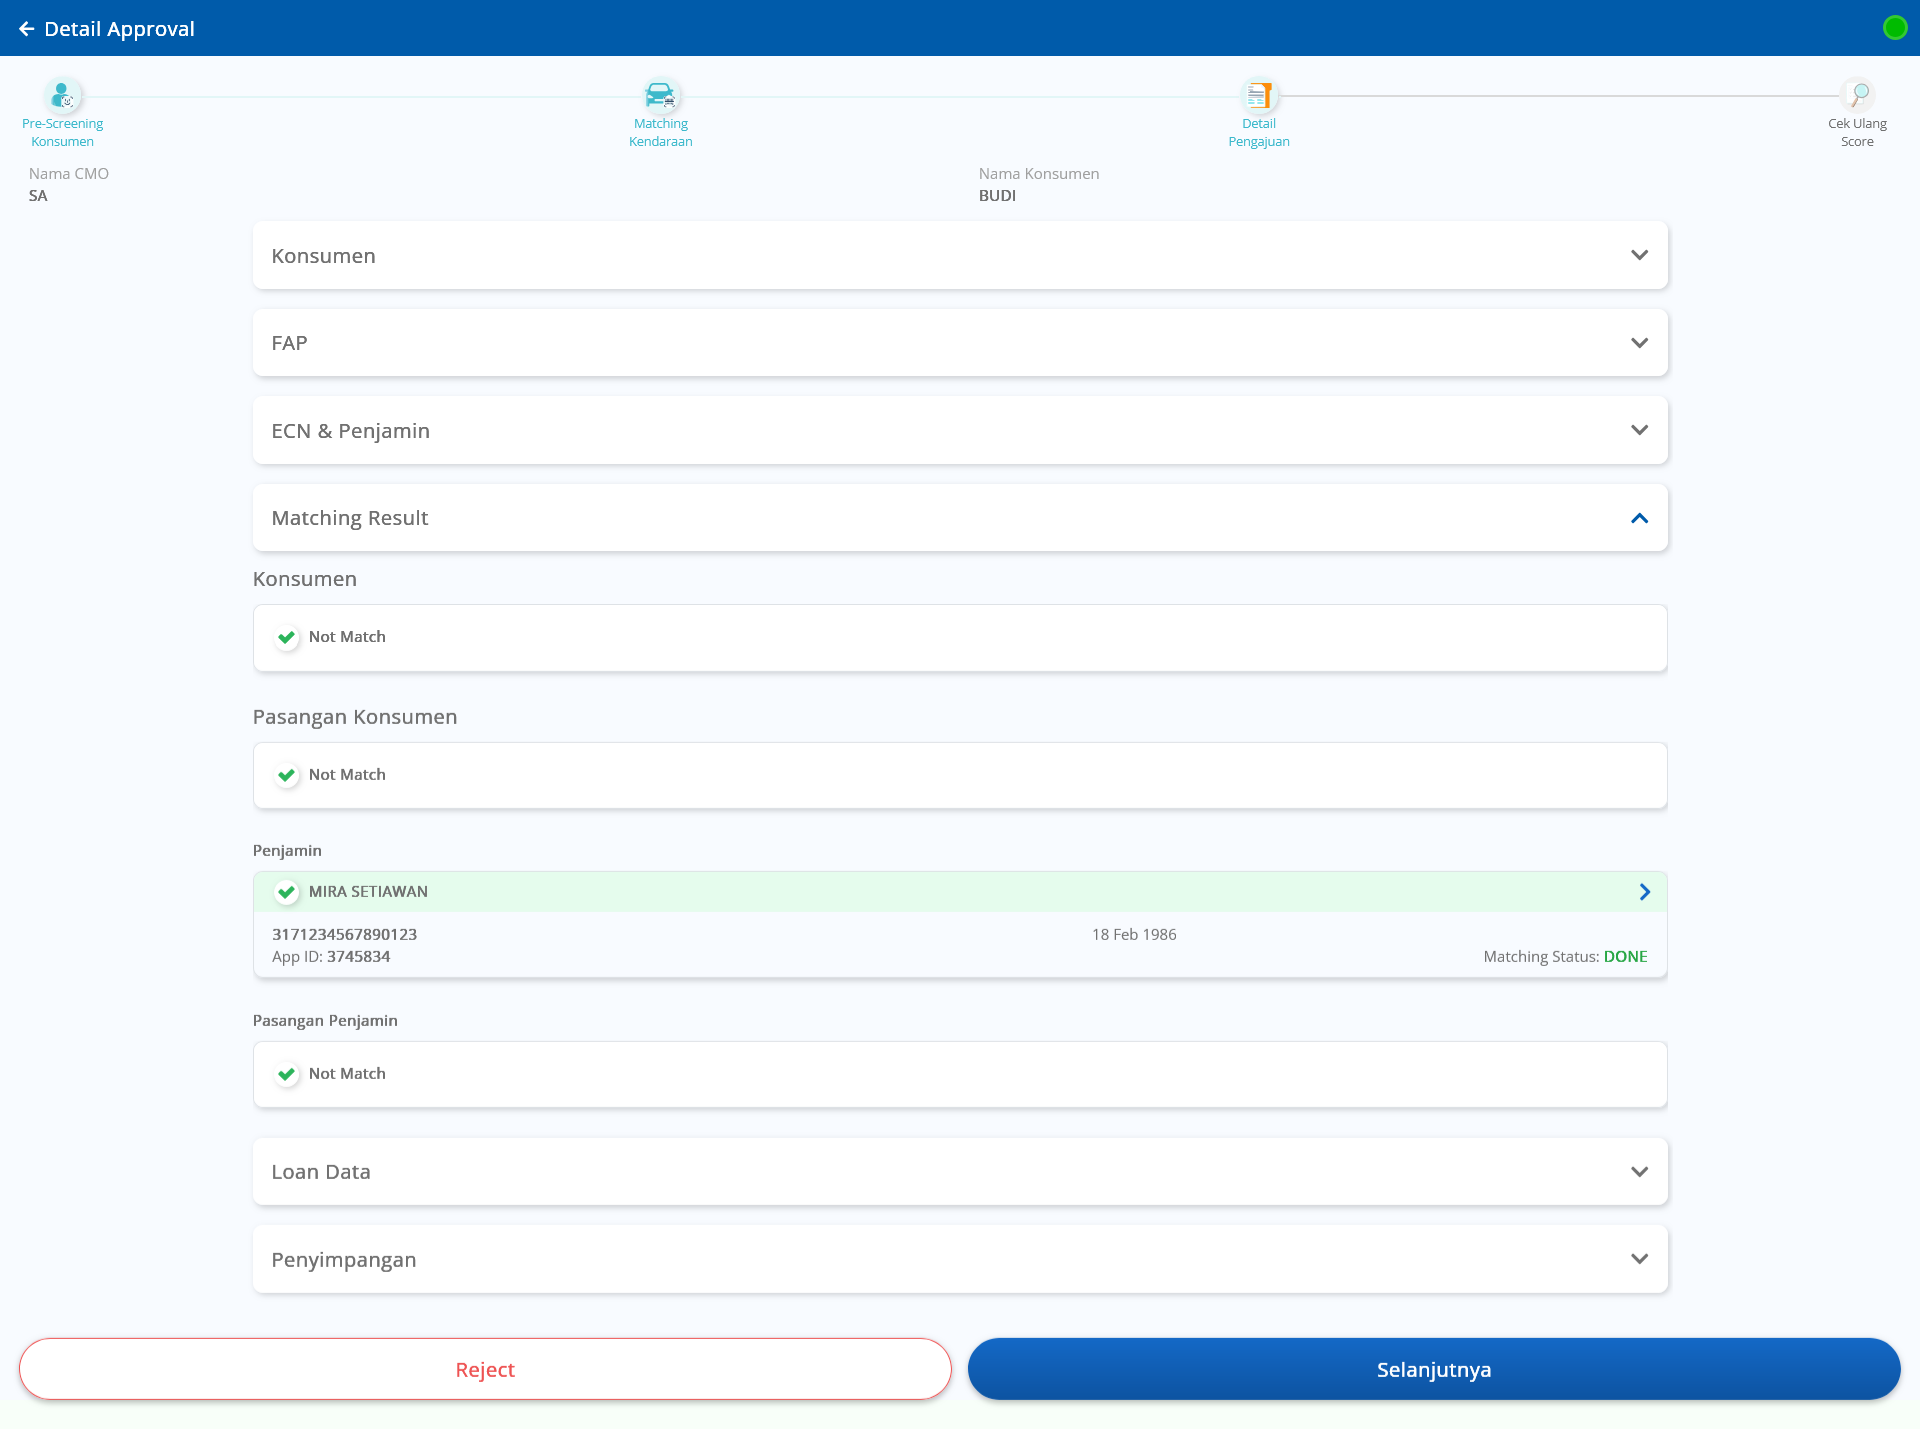 Detail Approval
Pre-Screening
Konsumen
Matching
Kendaraan
Detail
Pengajuan
Cek Ulang
Score
Nama CMO
SA
Nama Konsumen
BUDI
Konsumen
FAP
ECN & Penjamin
Matching Result
Konsumen
Not Match
Pasangan Konsumen
Not Match
Penjamin
MIRA SETIAWAN
3171234567890123
18 Feb 1986
App ID: 3745834
Matching Status: DONE
Pasangan Penjamin
Not Match
Loan Data
Penyimpangan
Reject
Selanjutnya